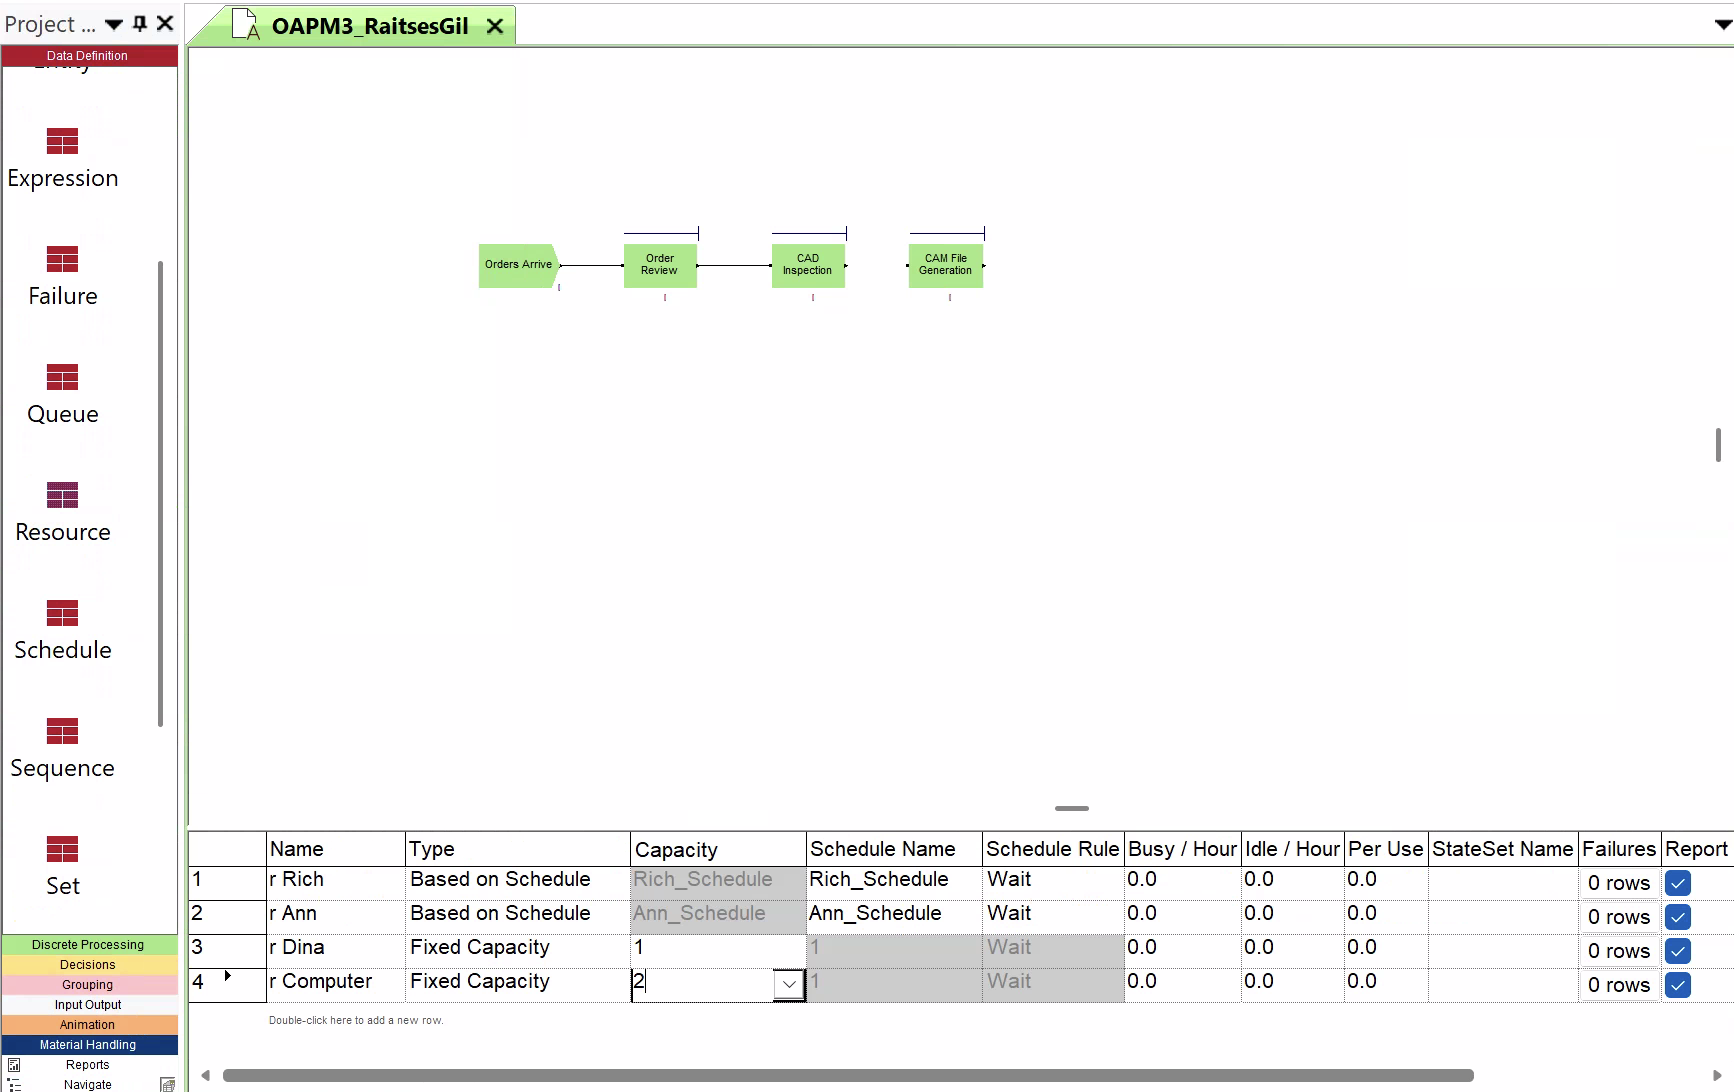 Project ...
OAPM3_RaitsesGil
Data Definition
Entity
Expression
Failure
Queue
Resource
Schedule
Sequence
Set
Discrete Processing
Decisions
Grouping
Input Output
Animation
Material Handling
Reports
Navigate
Orders Arrive
Order
Review
CAD
Inspection
CAM File
Generation
Name Type Capacity Schedule Name Schedule Rule Busy / Hour Idle / Hour Per Use StateSet Name Failures Report
1 r Rich Based on Schedule Rich_Schedule Rich_Schedule Wait 0.0 0.0 0.0 0 rows
2 r Ann Based on Schedule Ann_Schedule Ann_Schedule Wait 0.0 0.0 0.0 0 rows
3 r Dina Fixed Capacity 1 1 Wait 0.0 0.0 0.0 0 rows
4 r Computer Fixed Capacity 2 1 Wait 0.0 0.0 0.0 0 rows
Double-click here to add a new row.